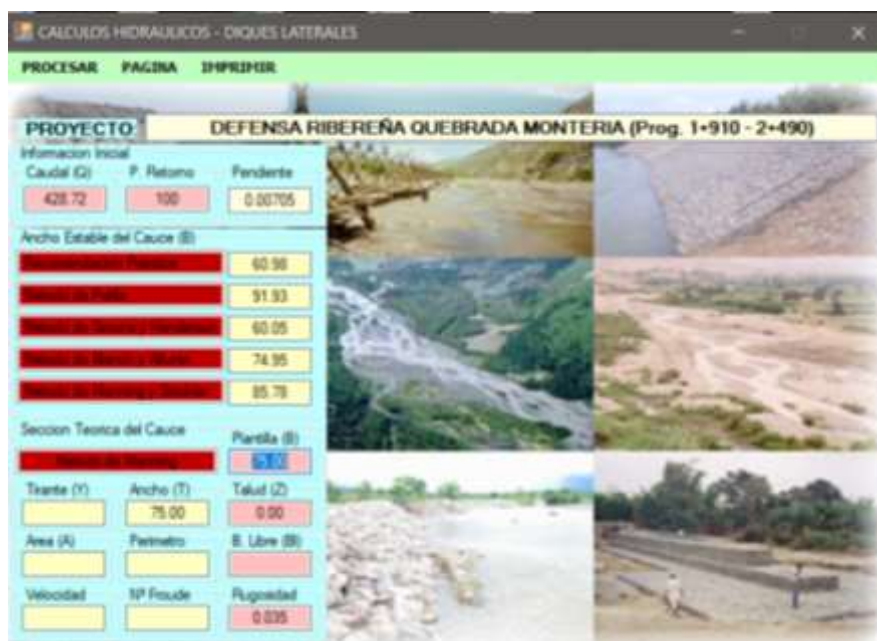 CALCULOS HIDRAULICOS - DIQUES LATERALES
PROCESAR PAGINA IMPRIMIR
PROYECTO DEFENSA RIBEREÑA QUEBRADA MONTERIA (Prog. 1+910 - 2+490)
Informacion Inicial
Caudal (Q) P. Retorno Pendiente
428.72 100 0.00705
Ancho Estable del Cauce (B)
60.98
91.93
60.05
74.95
85.78
Seccion Teorica del Cauce
Plantilla (B)
75.00
Tirante (Y) Ancho (T) Talud (Z)
75.00 0.00
Area (A) Perimetro B. Libre (Bl)
Velocidad Nº Froude Rugosidad
0.035